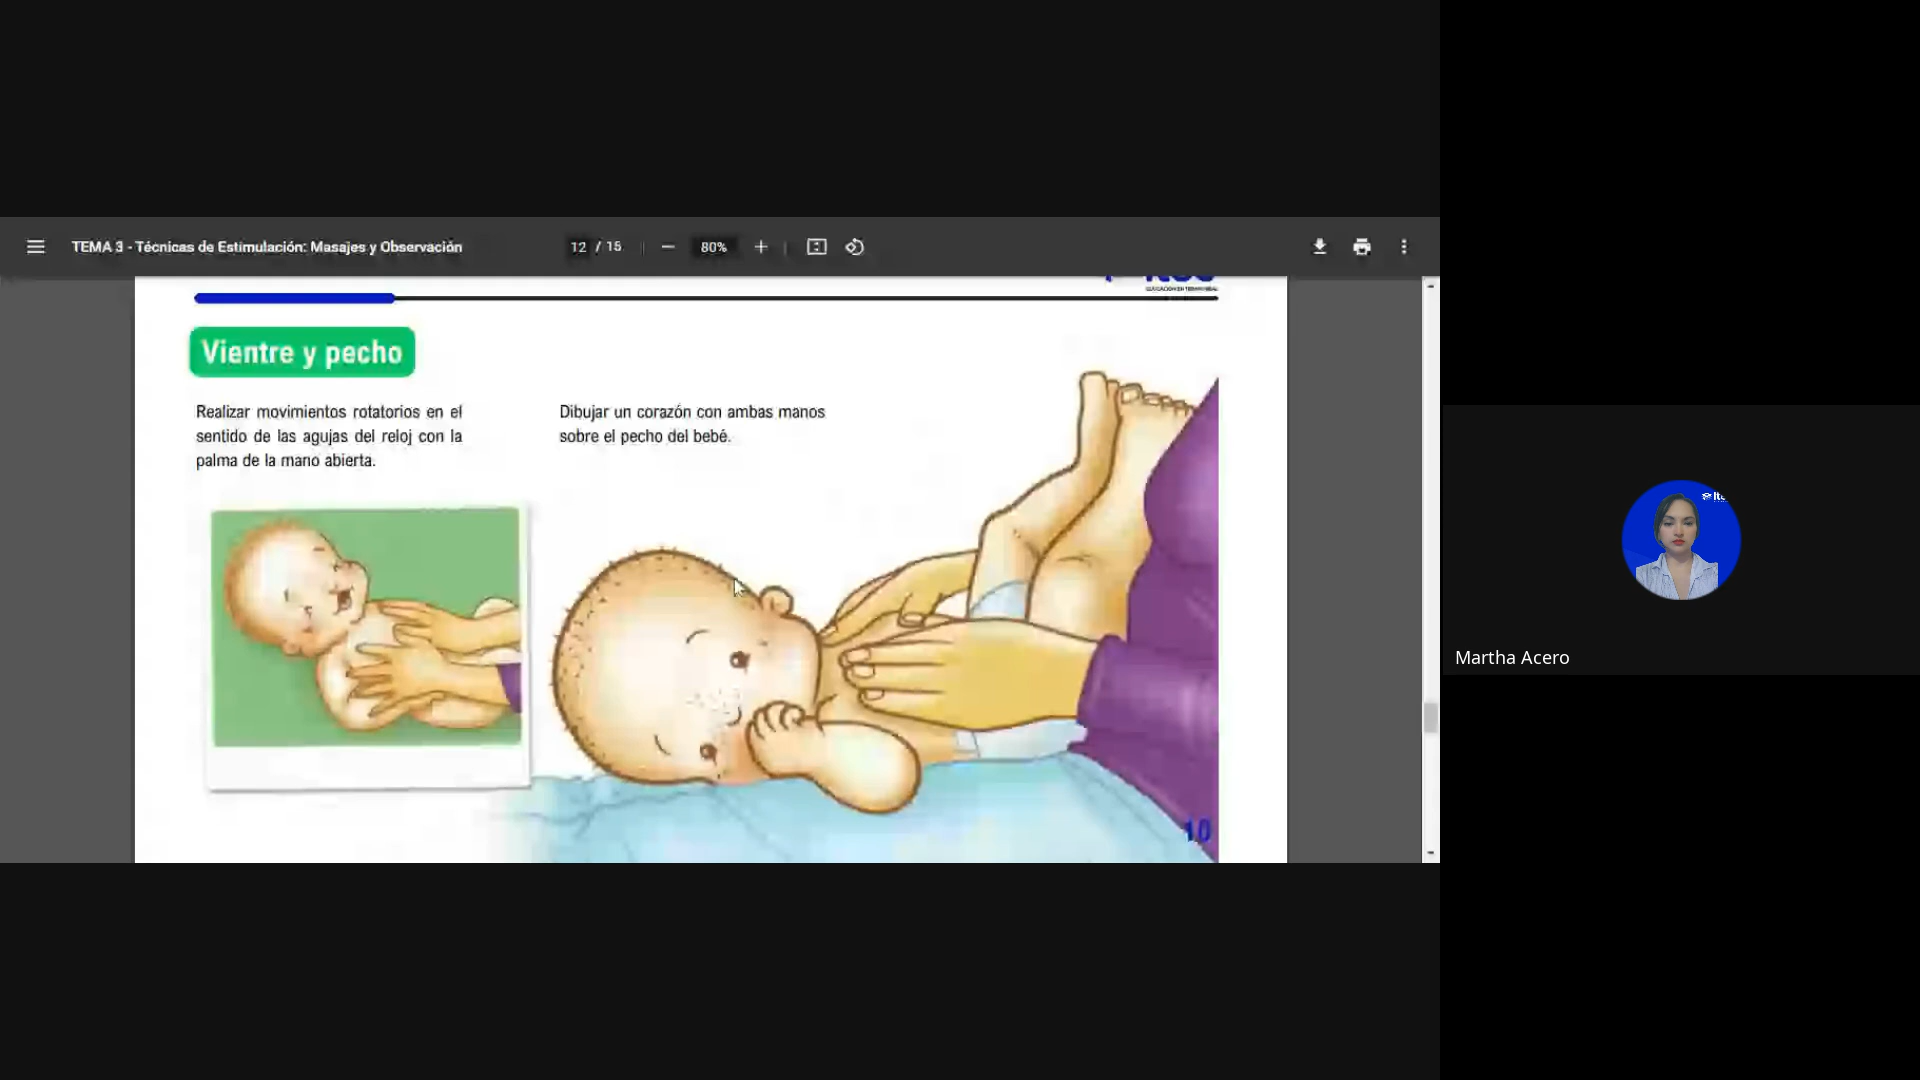 TEMA 3 - Técnicas de Estimulación: Masajes y Observación
12 / 15
80%
Vientre y pecho
Realizar movimientos rotatorios en el
sentido de las agujas del reloj con la
palma de la mano abierta.
Dibujar un corazón con ambas manos
sobre el pecho del bebé.
10
Martha Acero